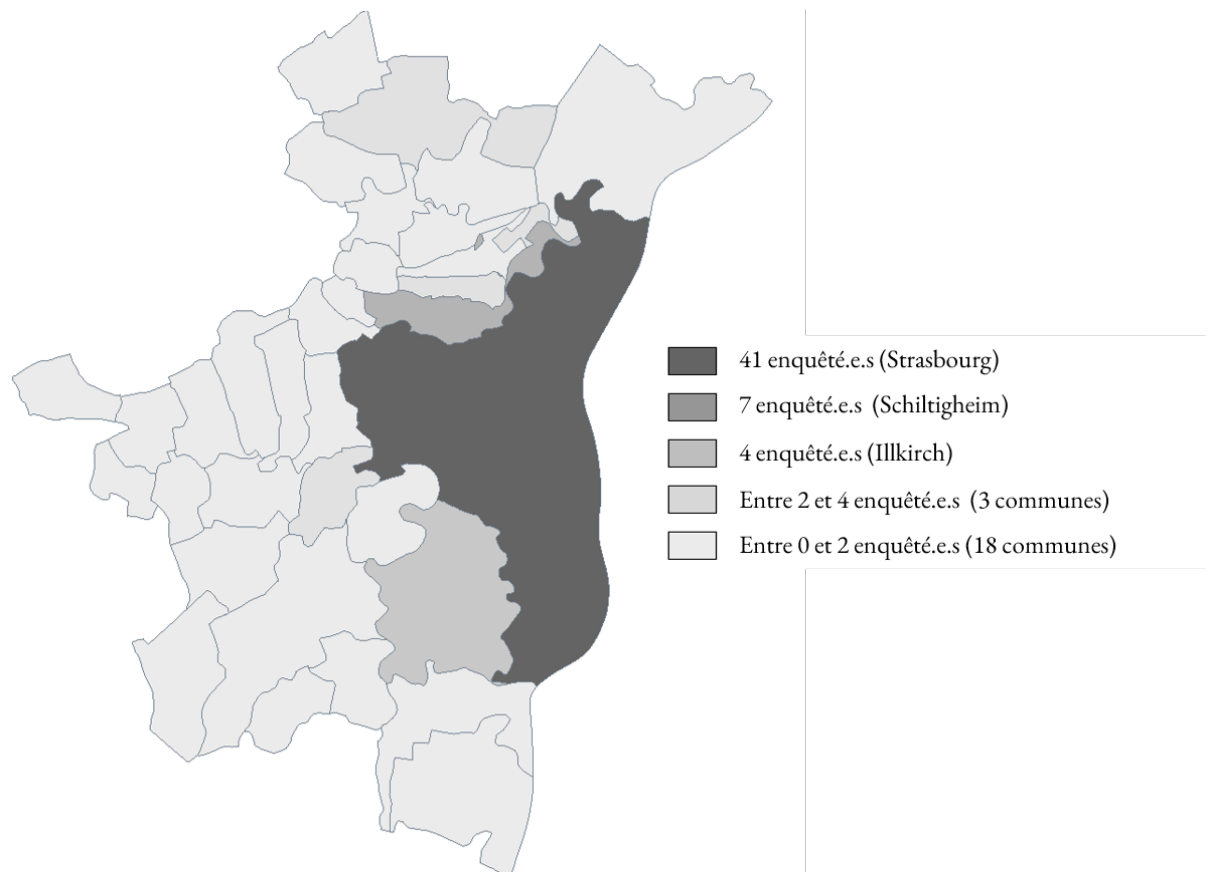 41 enquêté.e.s (Strasbourg)
7 enquêté.e.s (Schiltigheim)
4 enquêté.e.s (Illkirch)
Entre 2 et 4 enquêté.e.s (3 communes)
Entre 0 et 2 enquêté.e.s (18 communes)